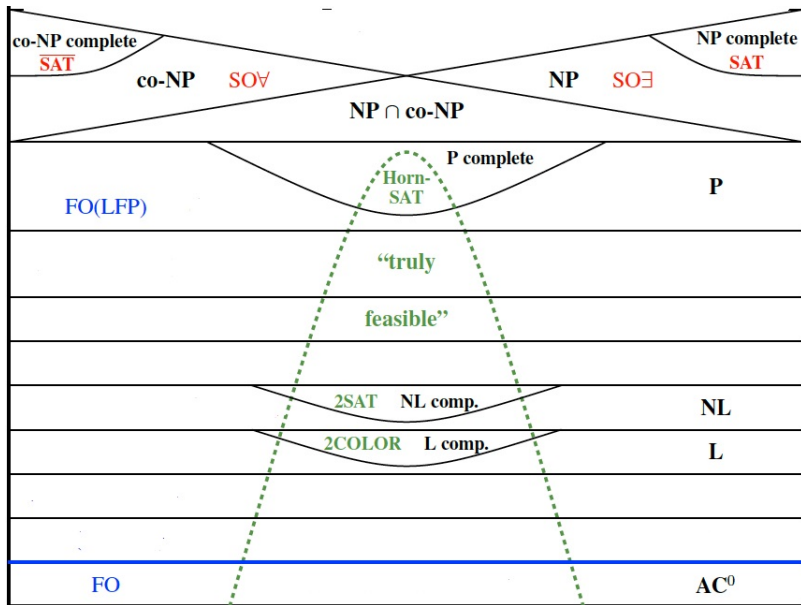 co-NP complete
SAT
NP complete
SAT
co-NP SO∀
NP SO∃
NP ∩ co-NP
P complete
Horn-
SAT
P
FO(LFP)
“truly
feasible”
2SAT NL comp.
NL
2COLOR L comp.
L
FO
AC⁰